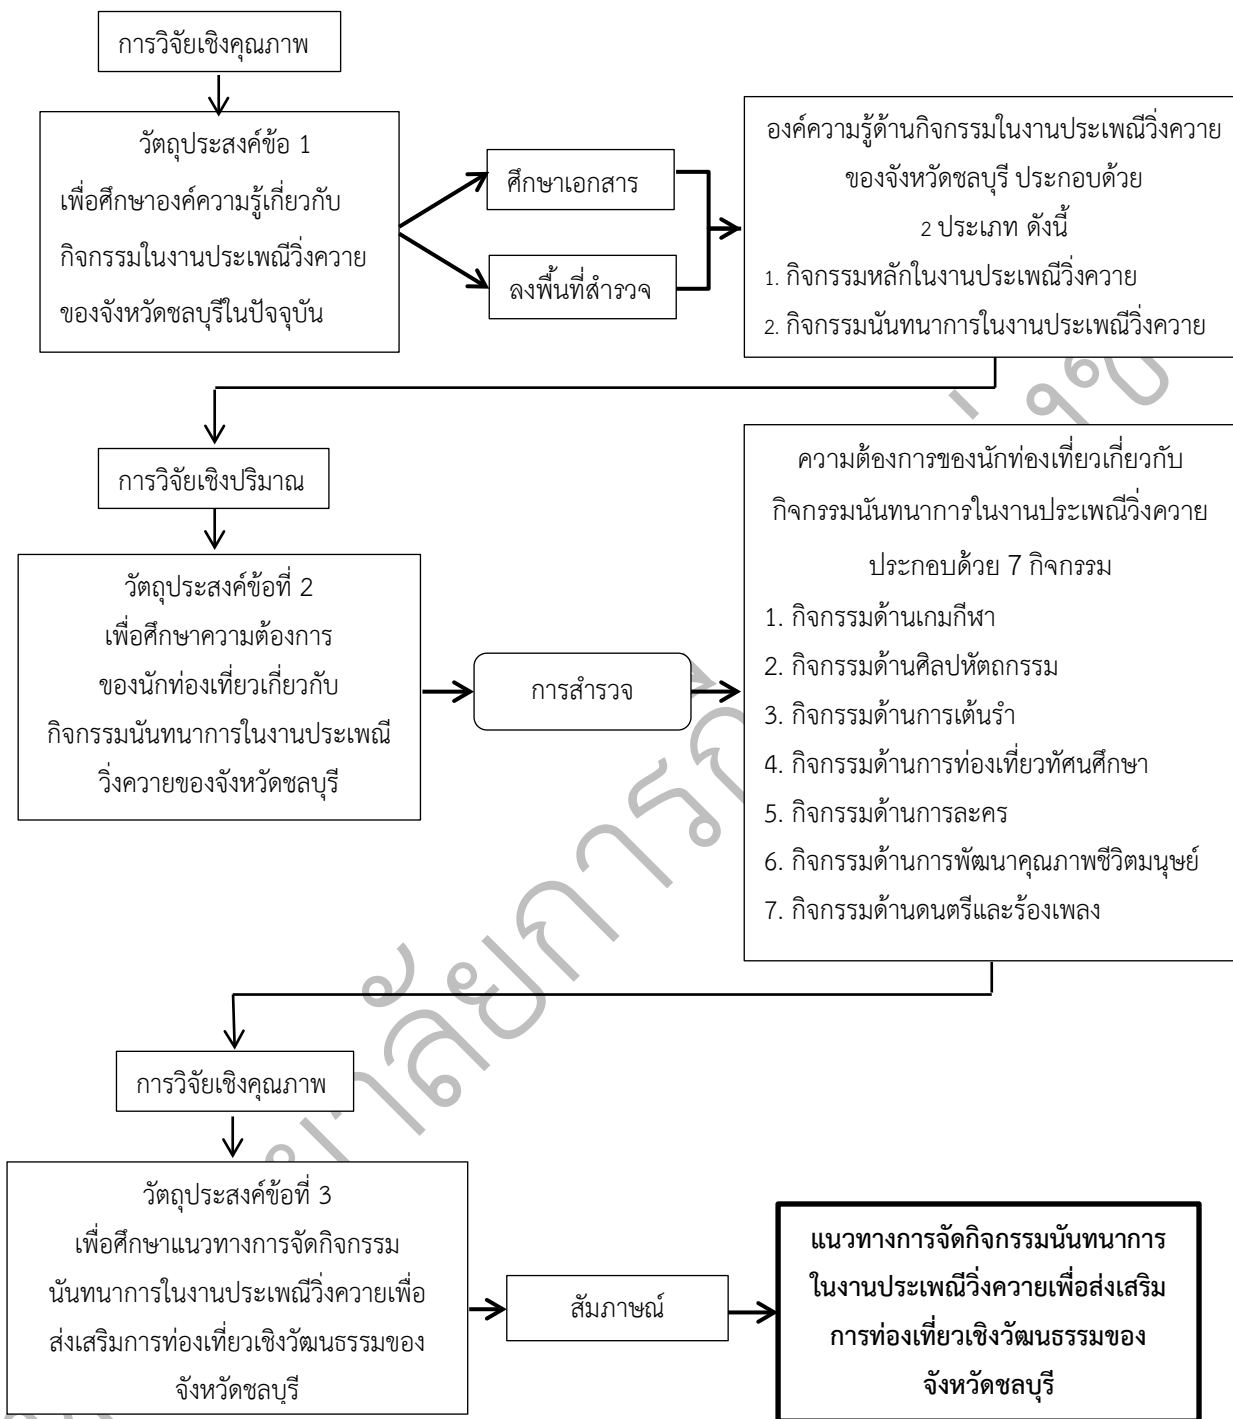 การวิจัยเชิงคุณภาพ
วัตถุประสงค์ข้อ 1
เพื่อศึกษาองค์ความรู้เกี่ยวกับ
กิจกรรมในงานประเพณีวิ่งควาย
ของจังหวัดชลบุรีในปัจจุบัน
ศึกษาเอกสาร
ลงพื้นที่สำรวจ
องค์ความรู้ด้านกิจกรรมในงานประเพณีวิ่งควาย
ของจังหวัดชลบุรี ประกอบด้วย
2 ประเภท ดังนี้
1. กิจกรรมหลักในงานประเพณีวิ่งควาย
2. กิจกรรมนันทนาการในงานประเพณีวิ่งควาย
การวิจัยเชิงปริมาณ
วัตถุประสงค์ข้อที่ 2
เพื่อศึกษาความต้องการ
ของนักท่องเที่ยวเกี่ยวกับ
กิจกรรมนันทนาการในงานประเพณี
วิ่งควายของจังหวัดชลบุรี
การสำรวจ
ความต้องการของนักท่องเที่ยวเกี่ยวกับ
กิจกรรมนันทนาการในงานประเพณีวิ่งควาย
ประกอบด้วย 7 กิจกรรม
1. กิจกรรมด้านเกมกีฬา
2. กิจกรรมด้านศิลปหัตถกรรม
3. กิจกรรมด้านการเต้นรำ
4. กิจกรรมด้านการท่องเที่ยวทัศนศึกษา
5. กิจกรรมด้านการละคร
6. กิจกรรมด้านการพัฒนาคุณภาพชีวิตมนุษย์
7. กิจกรรมด้านดนตรีและร้องเพลง
การวิจัยเชิงคุณภาพ
วัตถุประสงค์ข้อที่ 3
เพื่อศึกษาแนวทางการจัดกิจกรรม
นันทนาการในงานประเพณีวิ่งควายเพื่อ
ส่งเสริมการท่องเที่ยวเชิงวัฒนธรรมของ
จังหวัดชลบุรี
สัมภาษณ์
แนวทางการจัดกิจกรรมนันทนาการ
ในงานประเพณีวิ่งควายเพื่อส่งเสริม
การท่องเที่ยวเชิงวัฒนธรรมของ
จังหวัดชลบุรี